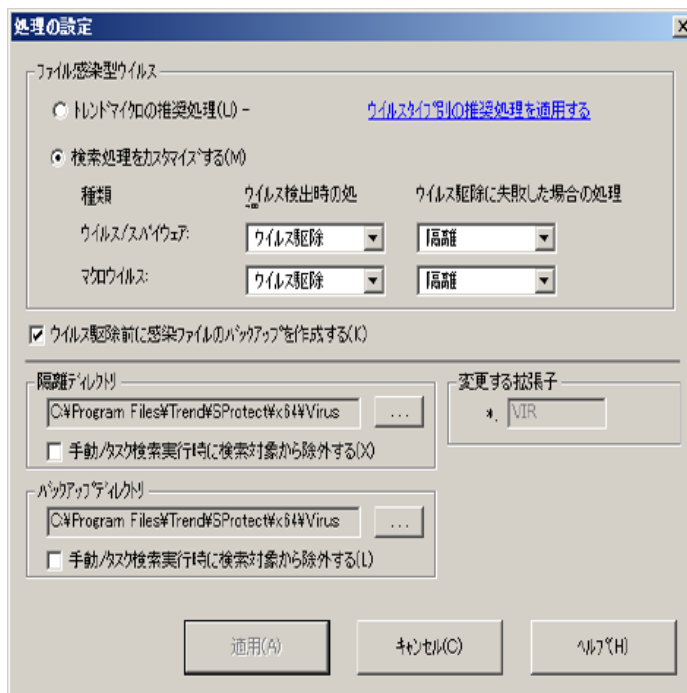 処理の設定
ファイル感染型ウイルス
トレンドマイクロの推奨処理(L) - ウイルスタイプ別の推奨処理を適用する
検索処理をカスタマイズする(M)
種類 ウイルス検出時の処 ウイルス駆除に失敗した場合の処理
ウイルス/スパイウェア: ウイルス駆除 隔離
マクロウイルス: ウイルス駆除 隔離
ウイルス駆除前に感染ファイルのバックアップを作成する(K)
隔離ディレクトリ 変更する拡張子
C:¥Program Files¥Trend¥SProtect¥x64¥Virus ... *. VIR
手動/タスク検索実行時に検索対象から除外する(X)
バックアップディレクトリ
C:¥Program Files¥Trend¥SProtect¥x64¥Virus ...
手動/タスク検索実行時に検索対象から除外する(L)
適用(A) キャンセル(C) ヘルプ(H)